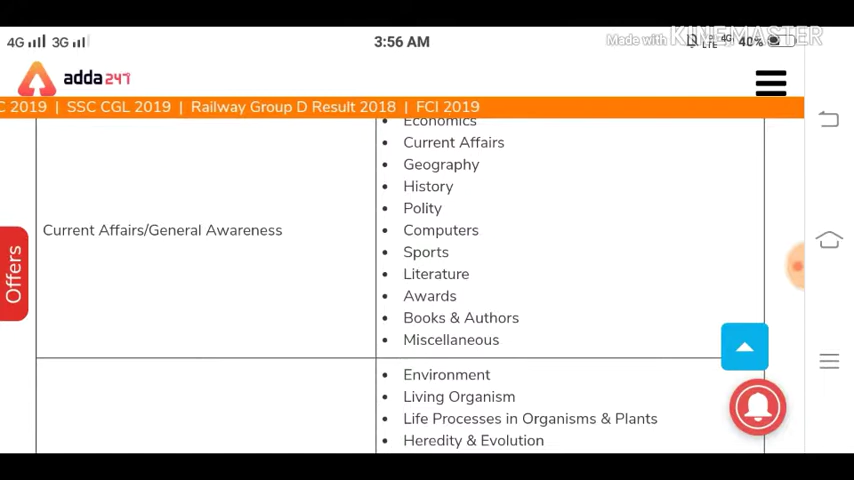 4G 3G 3:56 AM Made with KINEMASTER LTE 4G 40%
adda247
C 2019 | SSC CGL 2019 | Railway Group D Result 2018 | FCI 2019
Economics
Current Affairs
Geography
History
Polity
Current Affairs/General Awareness
Computers
Sports
Literature
Awards
Books & Authors
Miscellaneous
Offers
Environment
Living Organism
Life Processes in Organisms & Plants
Heredity & Evolution